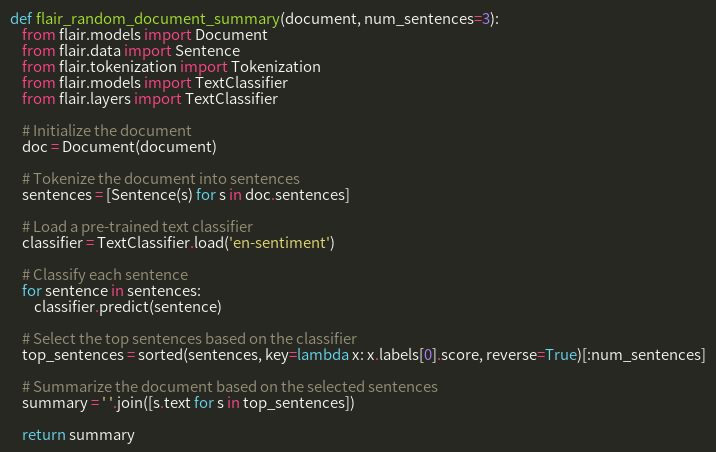 def flair_random_document_summary(document, num_sentences=3):
    from flair.models import Document
    from flair.data import Sentence
    from flair.tokenization import Tokenization
    from flair.models import TextClassifier
    from flair.layers import TextClassifier

    # Initialize the document
    doc = Document(document)

    # Tokenize the document into sentences
    sentences = [Sentence(s) for s in doc.sentences]

    # Load a pre-trained text classifier
    classifier = TextClassifier.load('en-sentiment')

    # Classify each sentence
    for sentence in sentences:
        classifier.predict(sentence)

    # Select the top sentences based on the classifier
    top_sentences = sorted(sentences, key=lambda x: x.labels[0].score, reverse=True)[:num_sentences]

    # Summarize the document based on the selected sentences
    summary = ' '.join([s.text for s in top_sentences])

    return summary